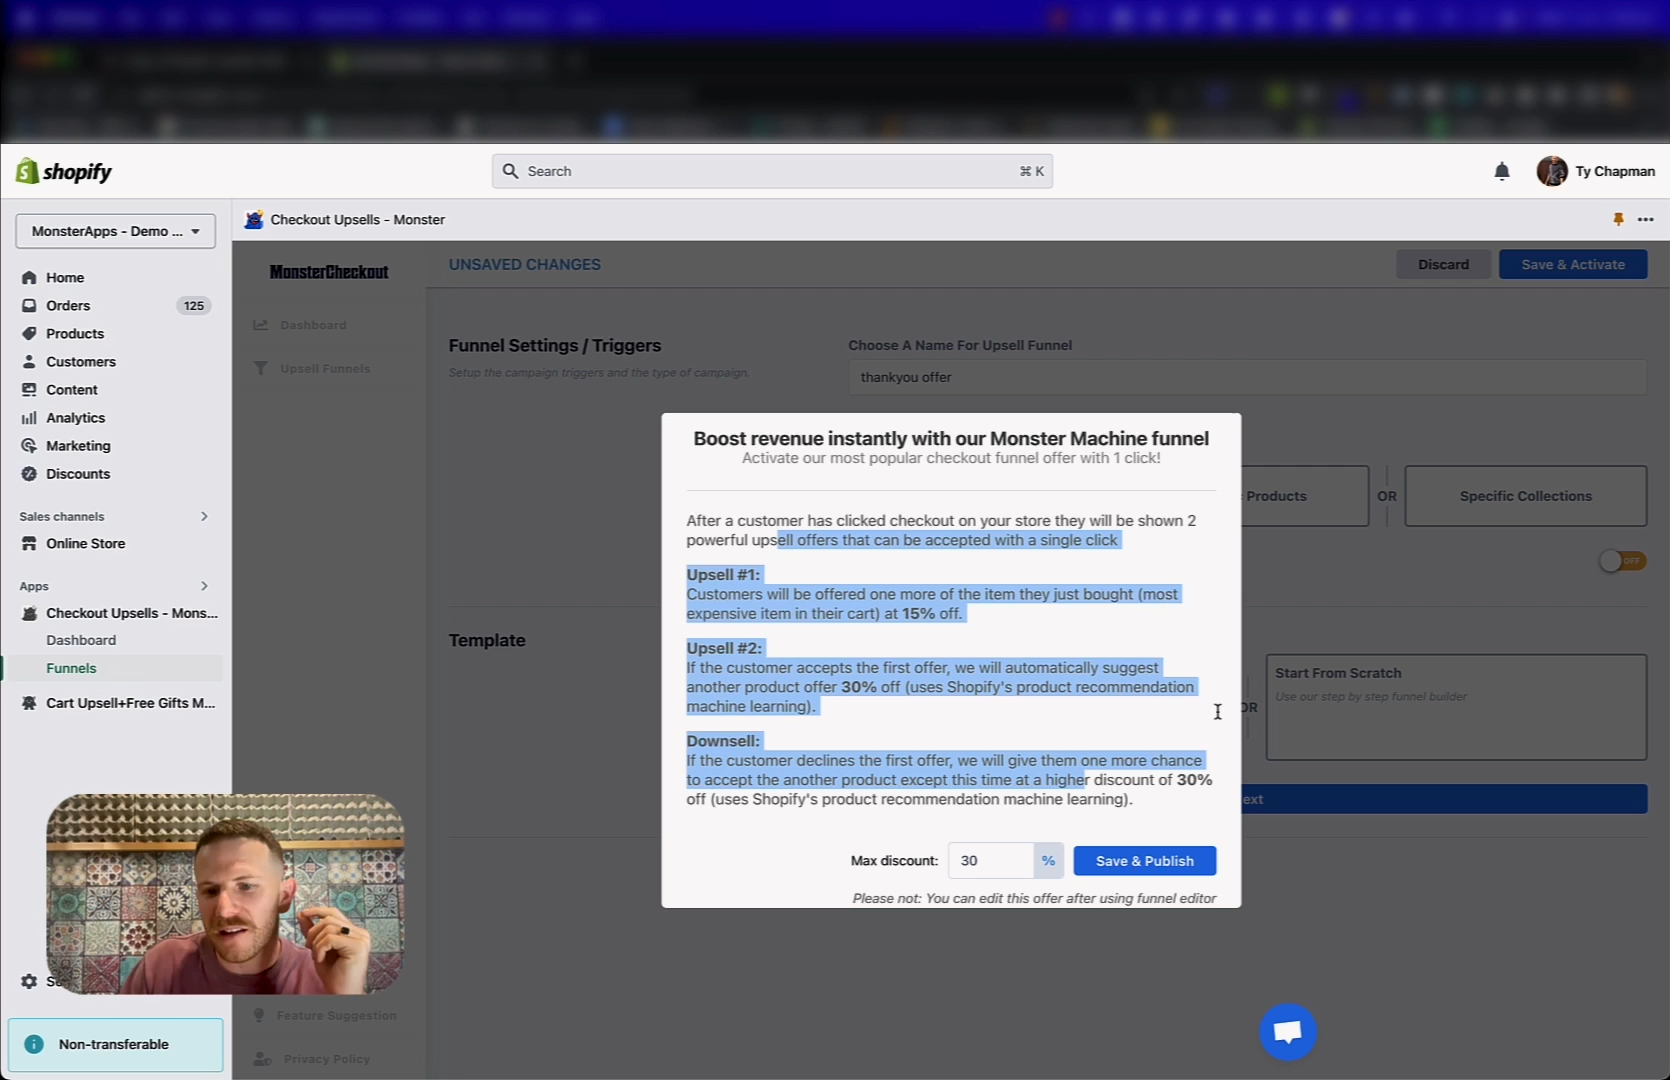 shopify
Search
⌘ K
Ty Chapman
MonsterApps - Demo ...
Checkout Upsells - Monster
Home
Orders
125
Products
Customers
Content
Analytics
Marketing
Discounts
Sales channels
Online Store
Apps
Checkout Upsells - Mons...
Dashboard
Funnels
Cart Upsell+Free Gifts M...
Non-transferable
MonsterCheckout
Dashboard
Upsell Funnels
Feature Suggestion
Privacy Policy
UNSAVED CHANGES
Discard
Save & Activate
Funnel Settings / Triggers
Setup the campaign triggers and the type of campaign.
Choose A Name For Upsell Funnel
thankyou offer
Products
OR
Specific Collections
OFF
Template
Start From Scratch
Use our step by step funnel builder
Boost revenue instantly with our Monster Machine funnel
Activate our most popular checkout funnel offer with 1 click!
After a customer has clicked checkout on your store they will be shown 2
powerful upsell offers that can be accepted with a single click
Upsell #1:
Customers will be offered one more of the item they just bought (most
expensive item in their cart) at 15% off.
Upsell #2:
If the customer accepts the first offer, we will automatically suggest
another product offer 30% off (uses Shopify's product recommendation
machine learning).
Downsell:
If the customer declines the first offer, we will give them one more chance
to accept the another product except this time at a higher discount of 30%
off (uses Shopify's product recommendation machine learning).
Max discount:
30
%
Save & Publish
Please not: You can edit this offer after using funnel editor